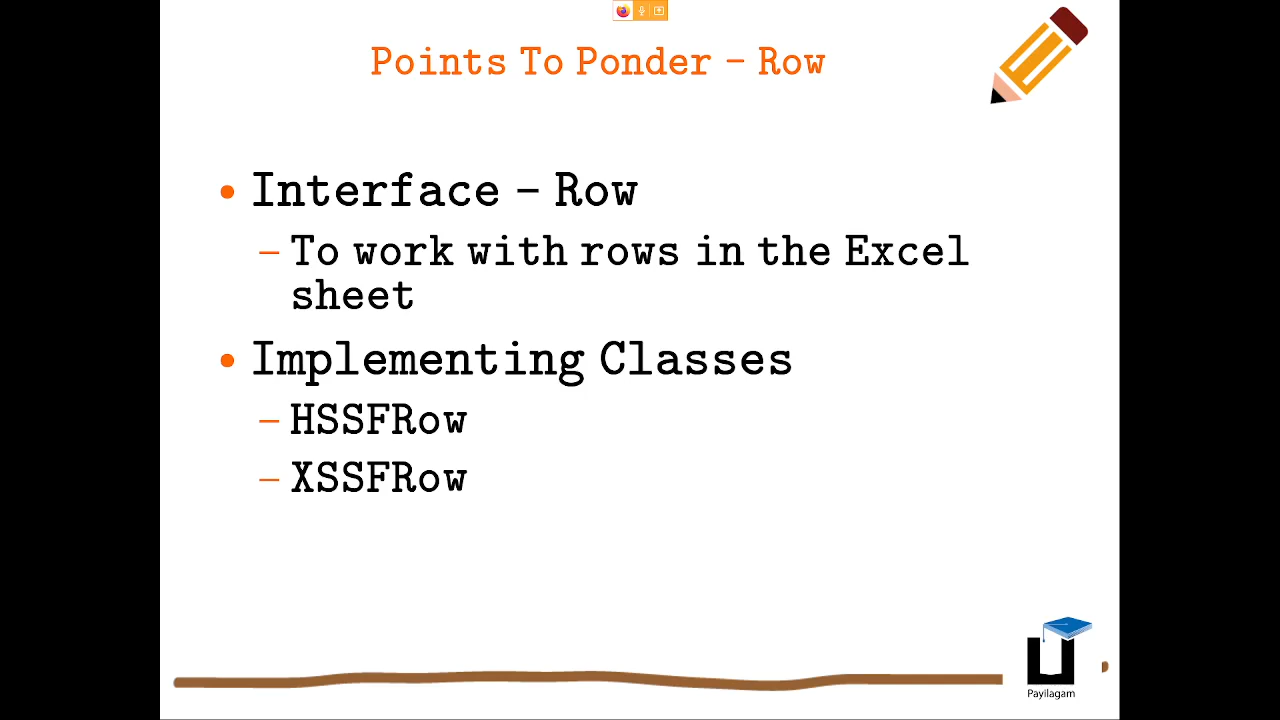 Points To Ponder – Row
• Interface – Row
– To work with rows in the Excel
sheet
• Implementing Classes
– HSSFRow
– XSSFRow
Payilagam